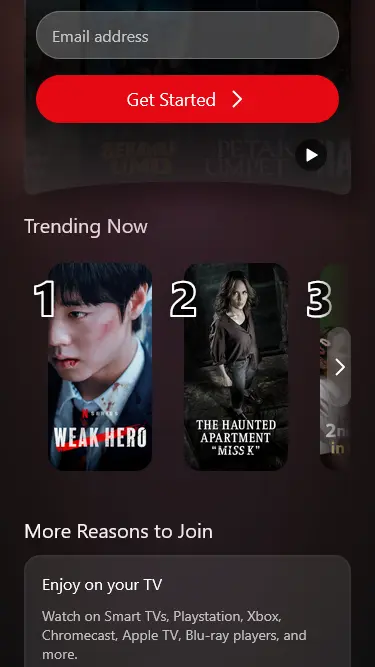 Email address
Get Started
PETAK
UMPET
Trending Now
1
2
3
SERIES
WEAK HERO
THE HAUNTED
APARTMENT
"MISS K"
in
More Reasons to Join
Enjoy on your TV
Watch on Smart TVs, Playstation, Xbox,
Chromecast, Apple TV, Blu-ray players, and
more.